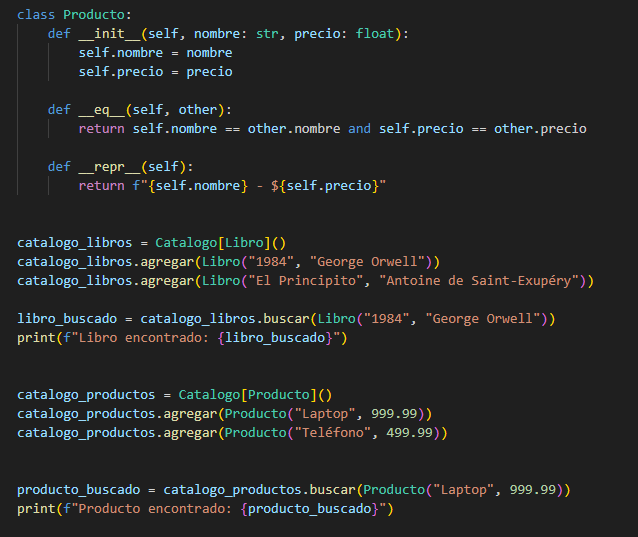 class Producto:
    def __init__(self, nombre: str, precio: float):
        self.nombre = nombre
        self.precio = precio
    def __eq__(self, other):
        return self.nombre == other.nombre and self.precio == other.precio
    def __repr__(self):
        return f"{self.nombre} - ${self.precio}"
catalogo_libros = Catalogo[Libro]()
catalogo_libros.agregar(Libro("1984", "George Orwell"))
catalogo_libros.agregar(Libro("El Principito", "Antoine de Saint-Exupéry"))
libro_buscado = catalogo_libros.buscar(Libro("1984", "George Orwell"))
print(f"Libro encontrado: {libro_buscado}")
catalogo_productos = Catalogo[Producto]()
catalogo_productos.agregar(Producto("Laptop", 999.99))
catalogo_productos.agregar(Producto("Teléfono", 499.99))
producto_buscado = catalogo_productos.buscar(Producto("Laptop", 999.99))
print(f"Producto encontrado: {producto_buscado}")